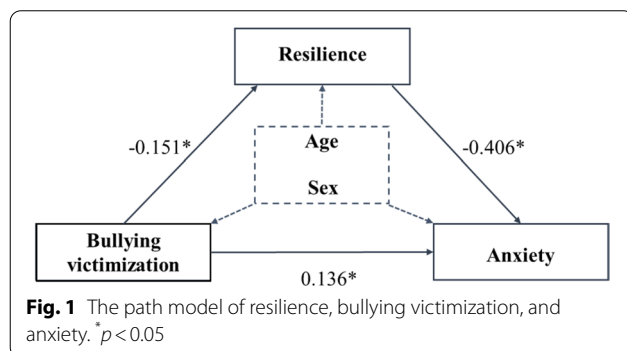 Resilience
-0.151*
Age
-0.406*
Sex
Bullying
victimization
Anxiety
0.136*
Fig. 1 The path model of resilience, bullying victimization, and
anxiety. *p < 0.05